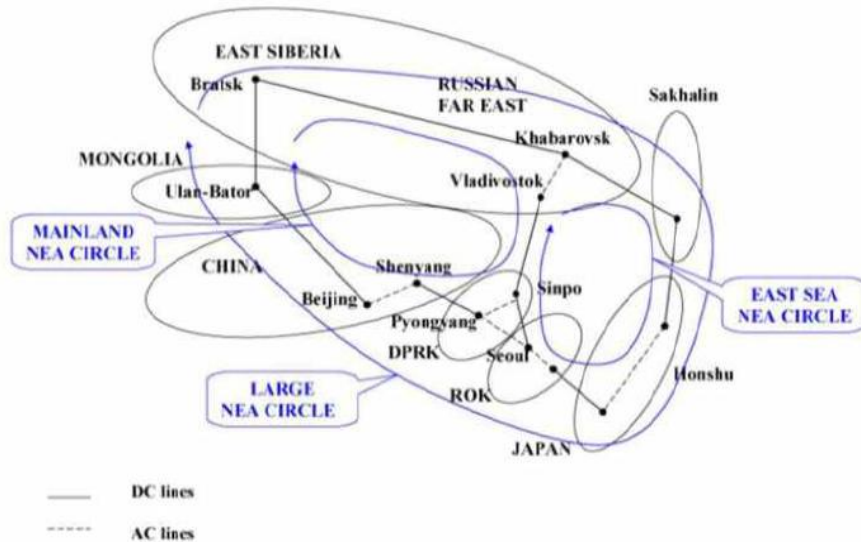 EAST SIBERIA
Bratsk
RUSSIAN
FAR EAST
Sakhalin
Khabarovsk
MONGOLIA
Vladivostok
Ulan-Bator
MAINLAND
NEA CIRCLE
CHINA
Shenyang
Beijing
Sinpo
EAST SEA
NEA CIRCLE
Pyongyang
DPRK
Seoul
Honshu
LARGE
NEA CIRCLE
ROK
JAPAN
DC lines
AC lines